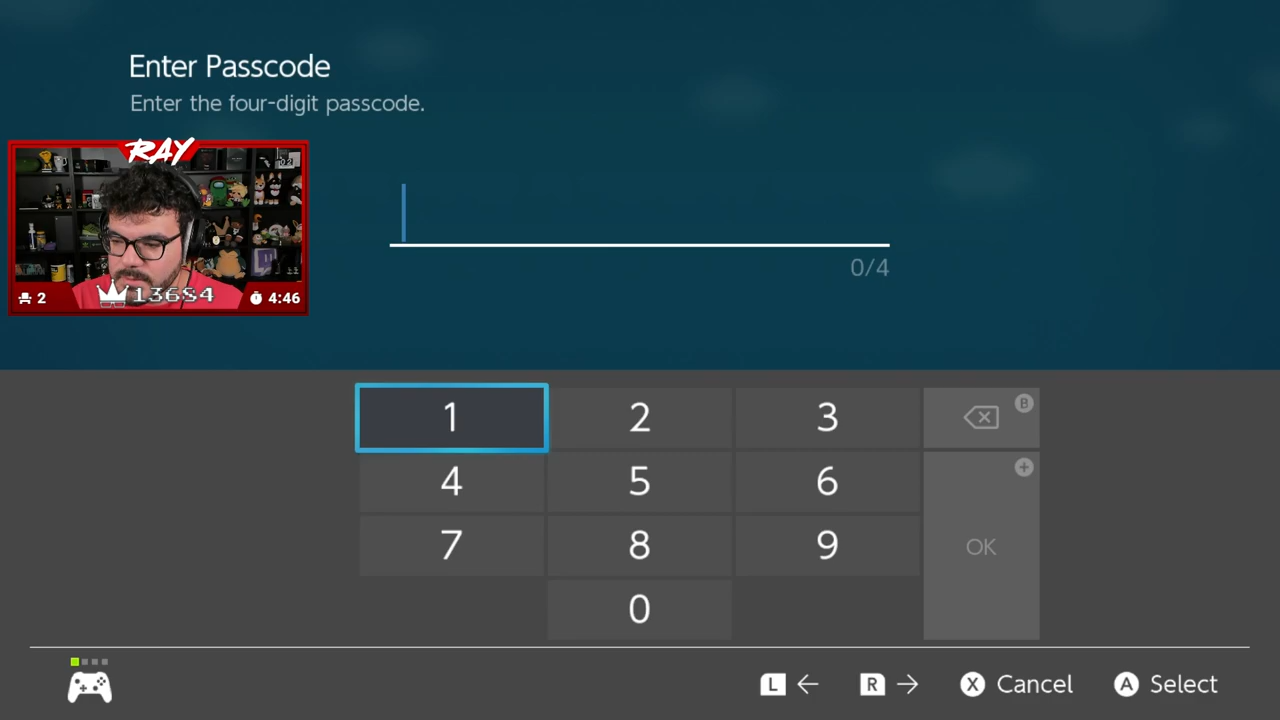 Enter Passcode
Enter the four-digit passcode.
RAY
2
13684
4:46
0/4
1 2 3 B
4 5 6 +
7 8 9 OK
0
L ← R → X Cancel A Select